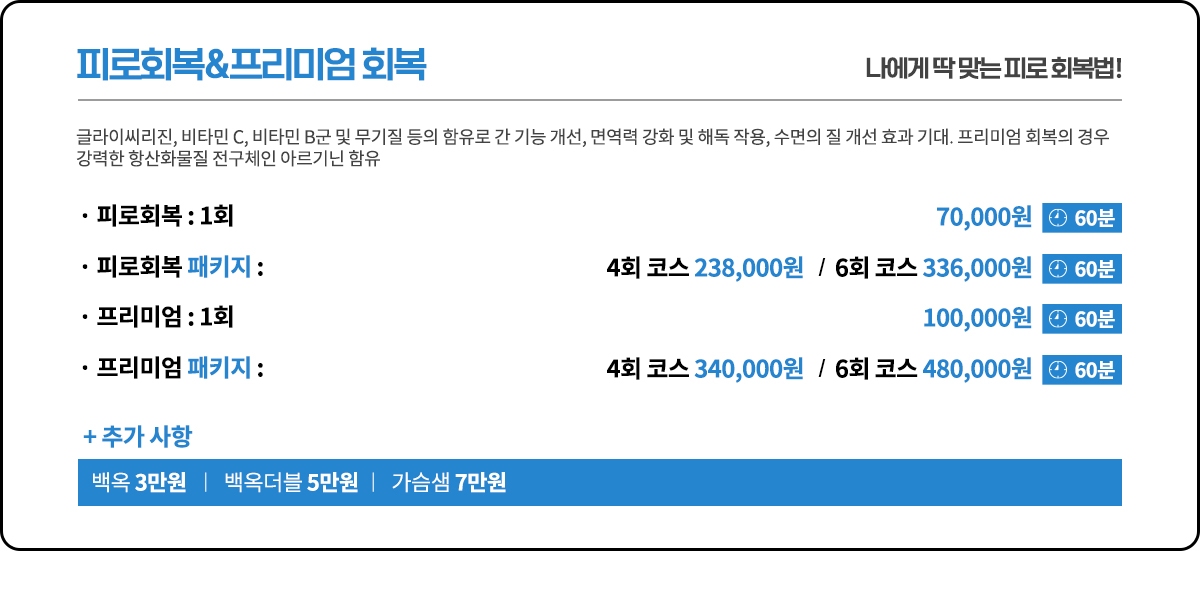 피로회복&프리미엄 회복
나에게 딱 맞는 피로 회복법!
글라이씨리진, 비타민 C, 비타민 B군 및 무기질 등의 함유로 간 기능 개선, 면역력 강화 및 해독 작용, 수면의 질 개선 효과 기대. 프리미엄 회복의 경우
강력한 항산화물질 전구체인 아르기닌 함유
· 피로회복 : 1회 70,000원 60분
· 피로회복 패키지 : 4회 코스 238,000원 / 6회 코스 336,000원 60분
· 프리미엄 : 1회 100,000원 60분
· 프리미엄 패키지 : 4회 코스 340,000원 / 6회 코스 480,000원 60분
+ 추가 사항
백옥 3만원 | 백옥더블 5만원 | 가슴샘 7만원